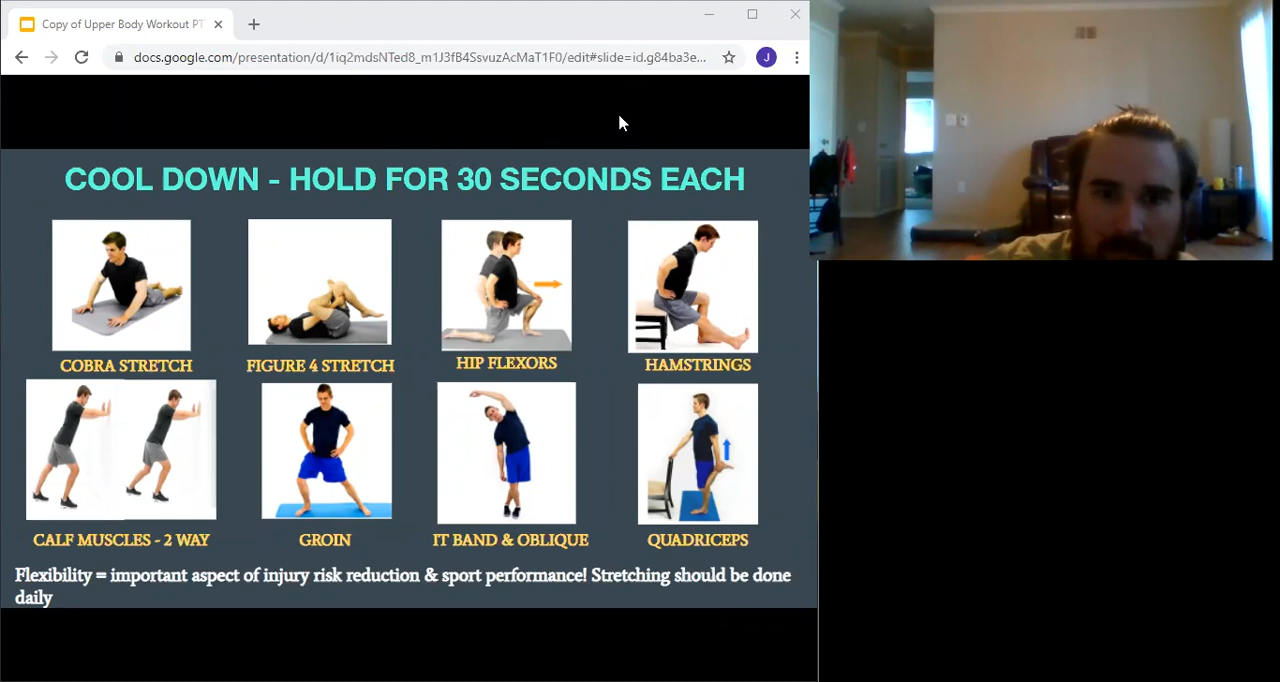 Copy of Upper Body Workout PT
docs.google.com/presentation/d/1iq2mdsNTed8_m1J3fB4SsvuzAcMaT1F0/edit#slide=id.g84ba3e...
J
COOL DOWN - HOLD FOR 30 SECONDS EACH
COBRA STRETCH FIGURE 4 STRETCH HIP FLEXORS HAMSTRINGS
CALF MUSCLES - 2 WAY GROIN IT BAND & OBLIQUE QUADRICEPS
Flexibility = important aspect of injury risk reduction & sport performance! Stretching should be done
daily